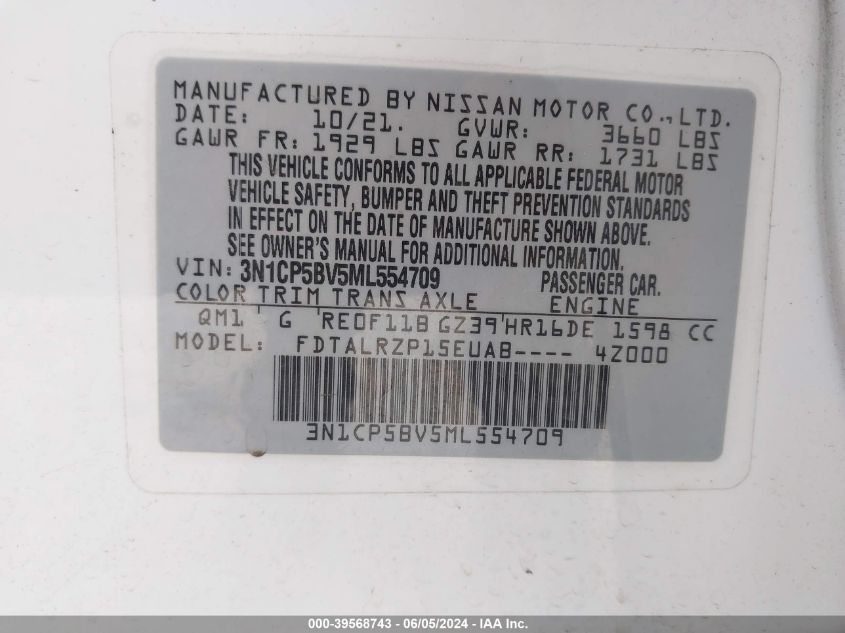 MANUFACTURED BY NISSAN MOTOR CO.,LTD.
DATE: 10/21. GVWR: 3660 LBS
GAWR FR: 1929 LBS GAWR RR: 1731 LBS
THIS VEHICLE CONFORMS TO ALL APPLICABLE FEDERAL MOTOR
VEHICLE SAFETY, BUMPER AND THEFT PREVENTION STANDARDS
IN EFFECT ON THE DATE OF MANUFACTURE SHOWN ABOVE.
SEE OWNER'S MANUAL FOR ADDITIONAL INFORMATION.
VIN: 3N1CP5BV5ML554709 PASSENGER CAR.
COLOR TRIM TRANS AXLE ENGINE
QM1 G RE0F11B GZ39 HR16DE 1598 CC
MODEL: FDTALRZP15EUAB---- 4Z000
3N1CP5BV5ML554709
000-39568743 - 06/05/2024 - IAA Inc.